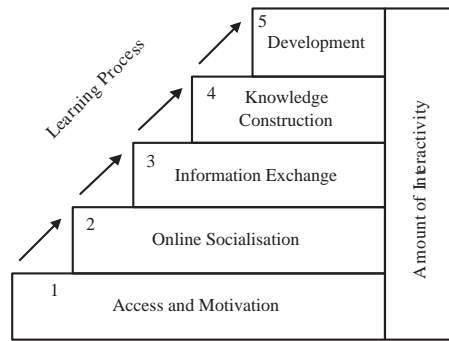 5
Development
Learning Process
4
Knowledge
Construction
3
Information Exchange
2
Online Socialisation
1
Access and Motivation
Amount of Interactivity